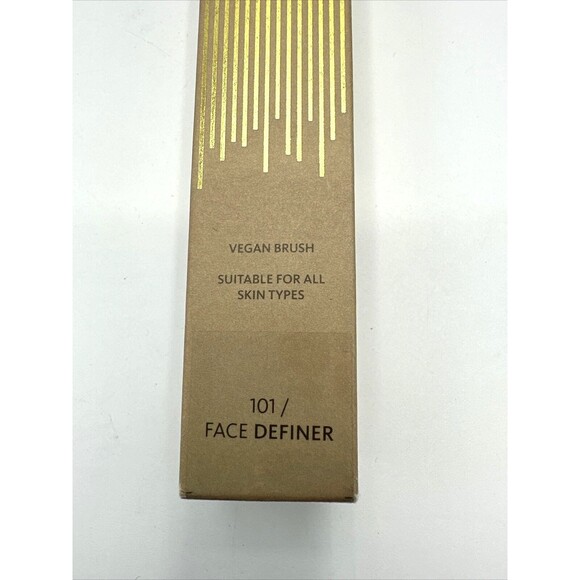 VEGAN BRUSH
SUITABLE FOR ALL
SKIN TYPES
101 /
FACE DEFINER